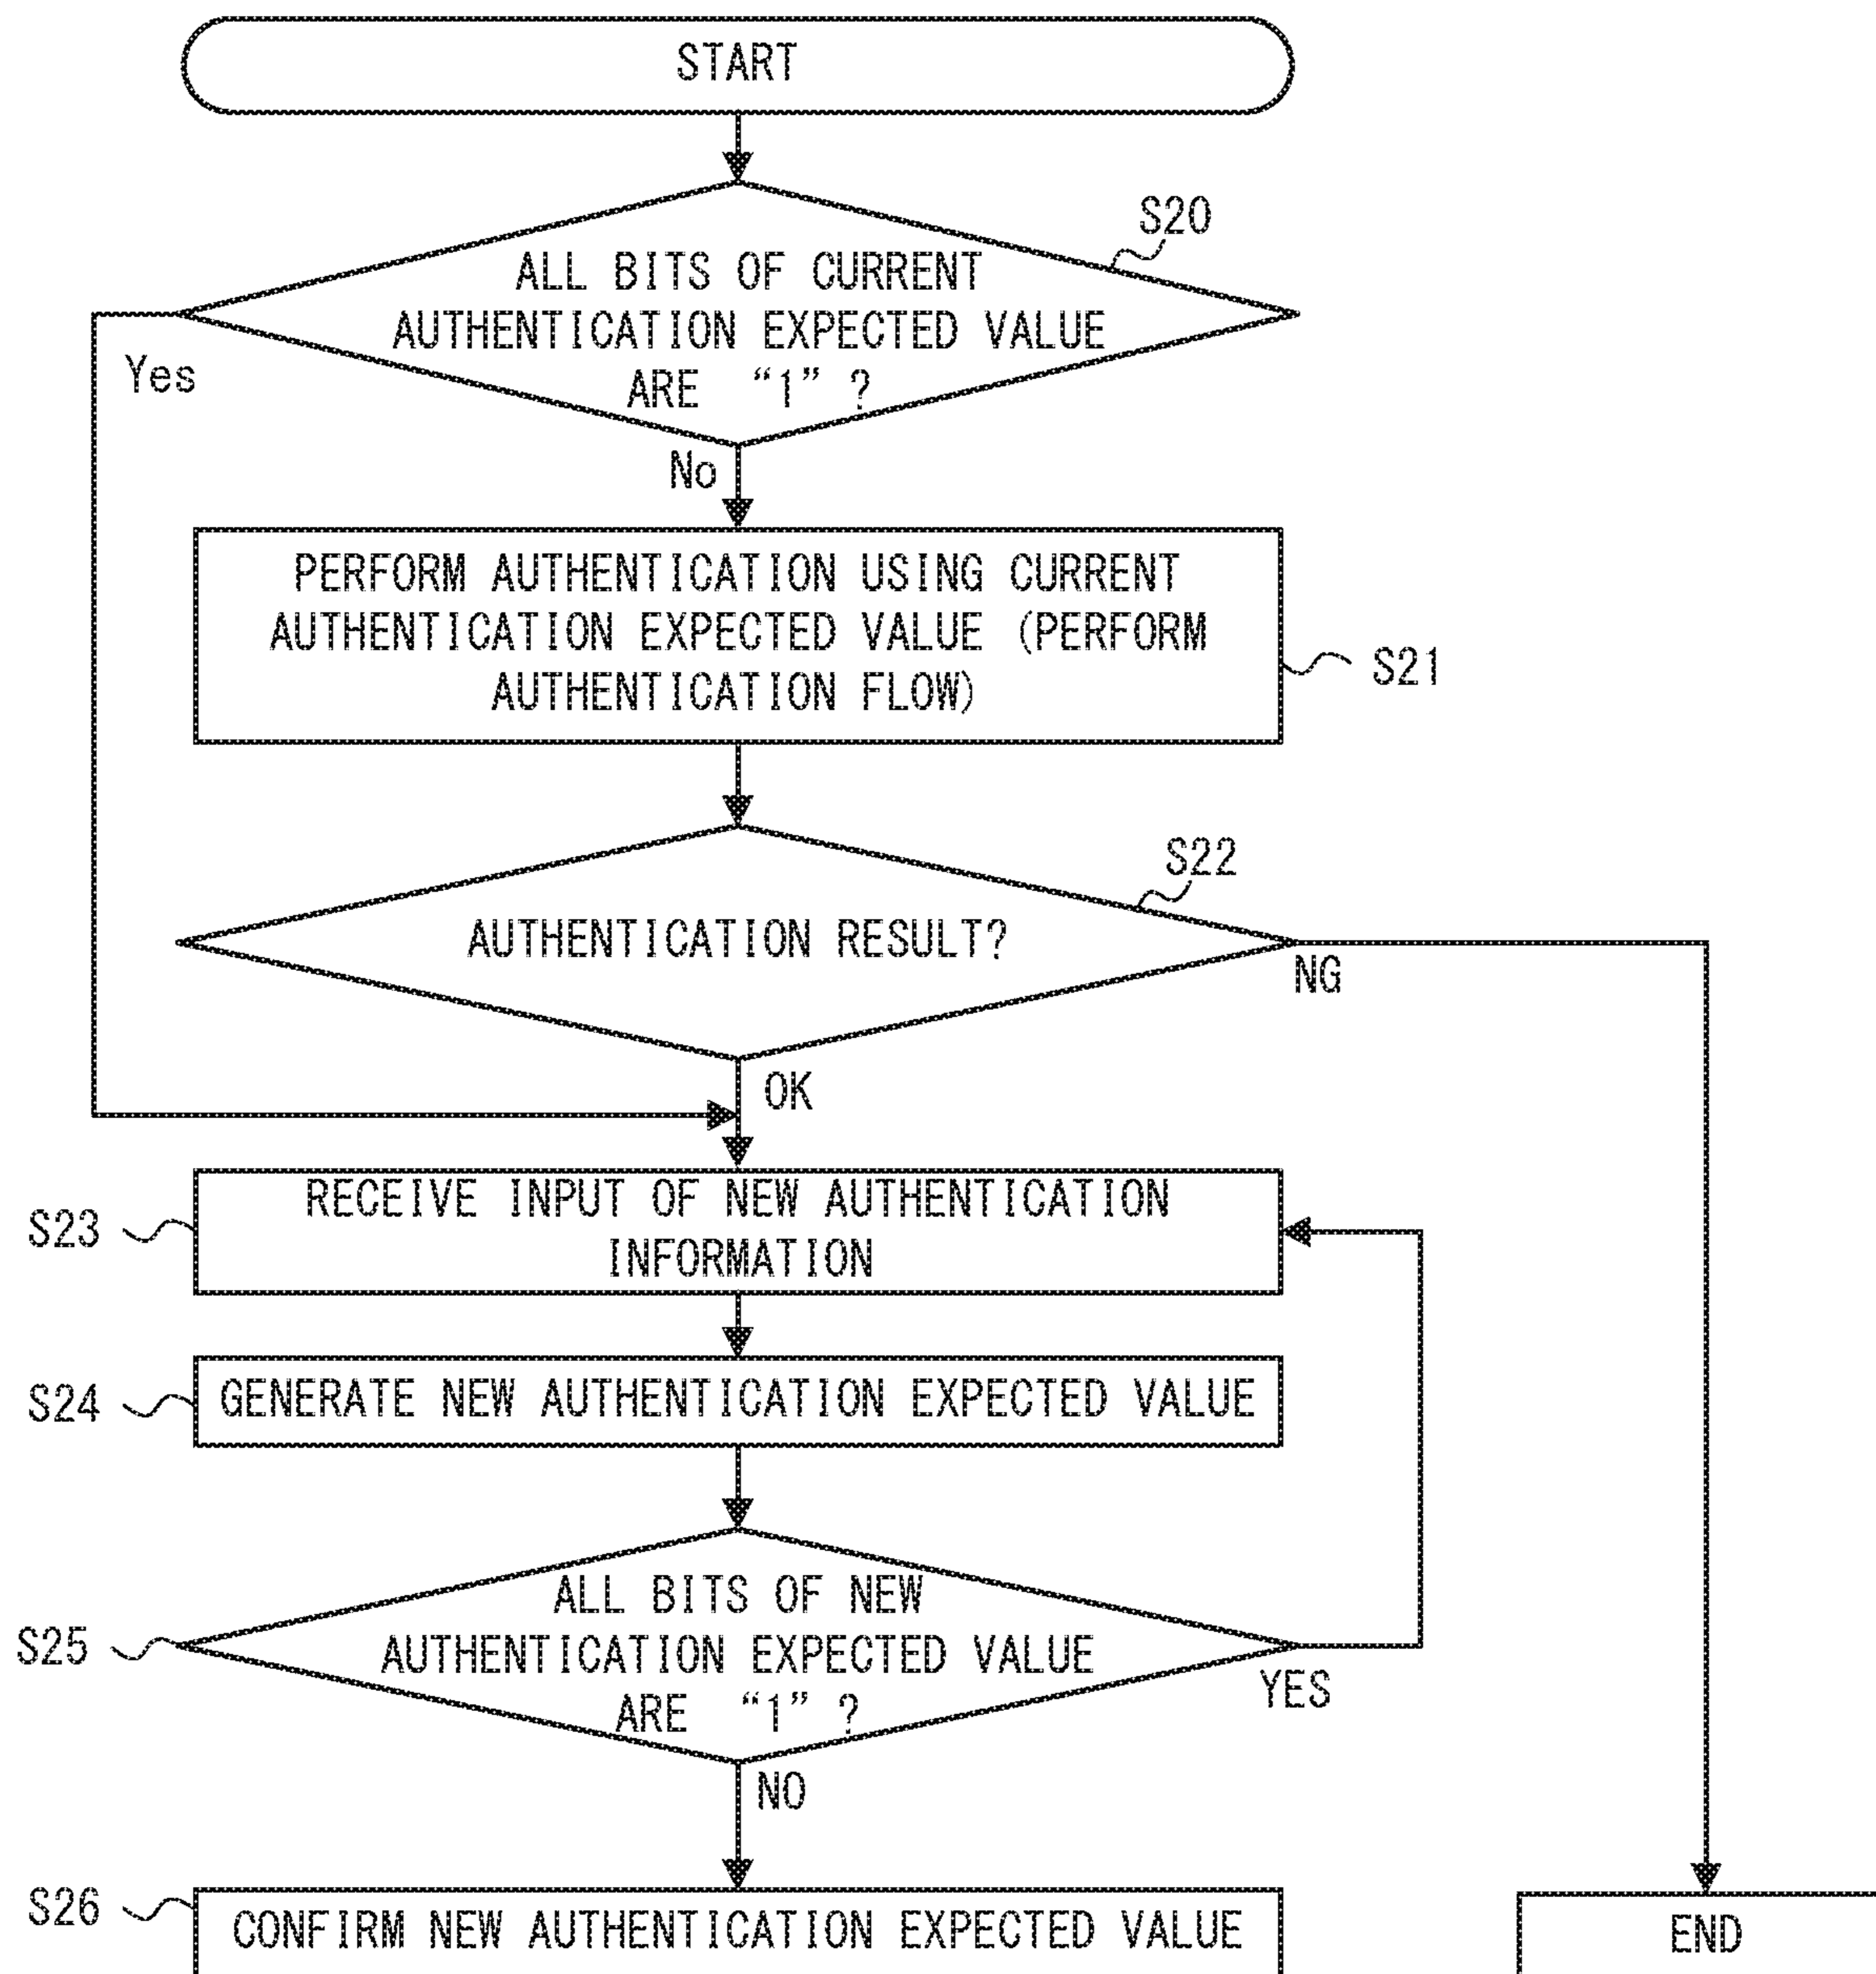 START
S20
ALL BITS OF CURRENT
AUTHENTICATION EXPECTED VALUE
ARE “1” ?
Yes
No
PERFORM AUTHENTICATION USING CURRENT
AUTHENTICATION EXPECTED VALUE (PERFORM
AUTHENTICATION FLOW)
S21
S22
AUTHENTICATION RESULT?
NG
OK
S23
RECEIVE INPUT OF NEW AUTHENTICATION
INFORMATION
S24
GENERATE NEW AUTHENTICATION EXPECTED VALUE
S25
ALL BITS OF NEW
AUTHENTICATION EXPECTED VALUE
ARE “1” ?
YES
NO
S26
CONFIRM NEW AUTHENTICATION EXPECTED VALUE
END